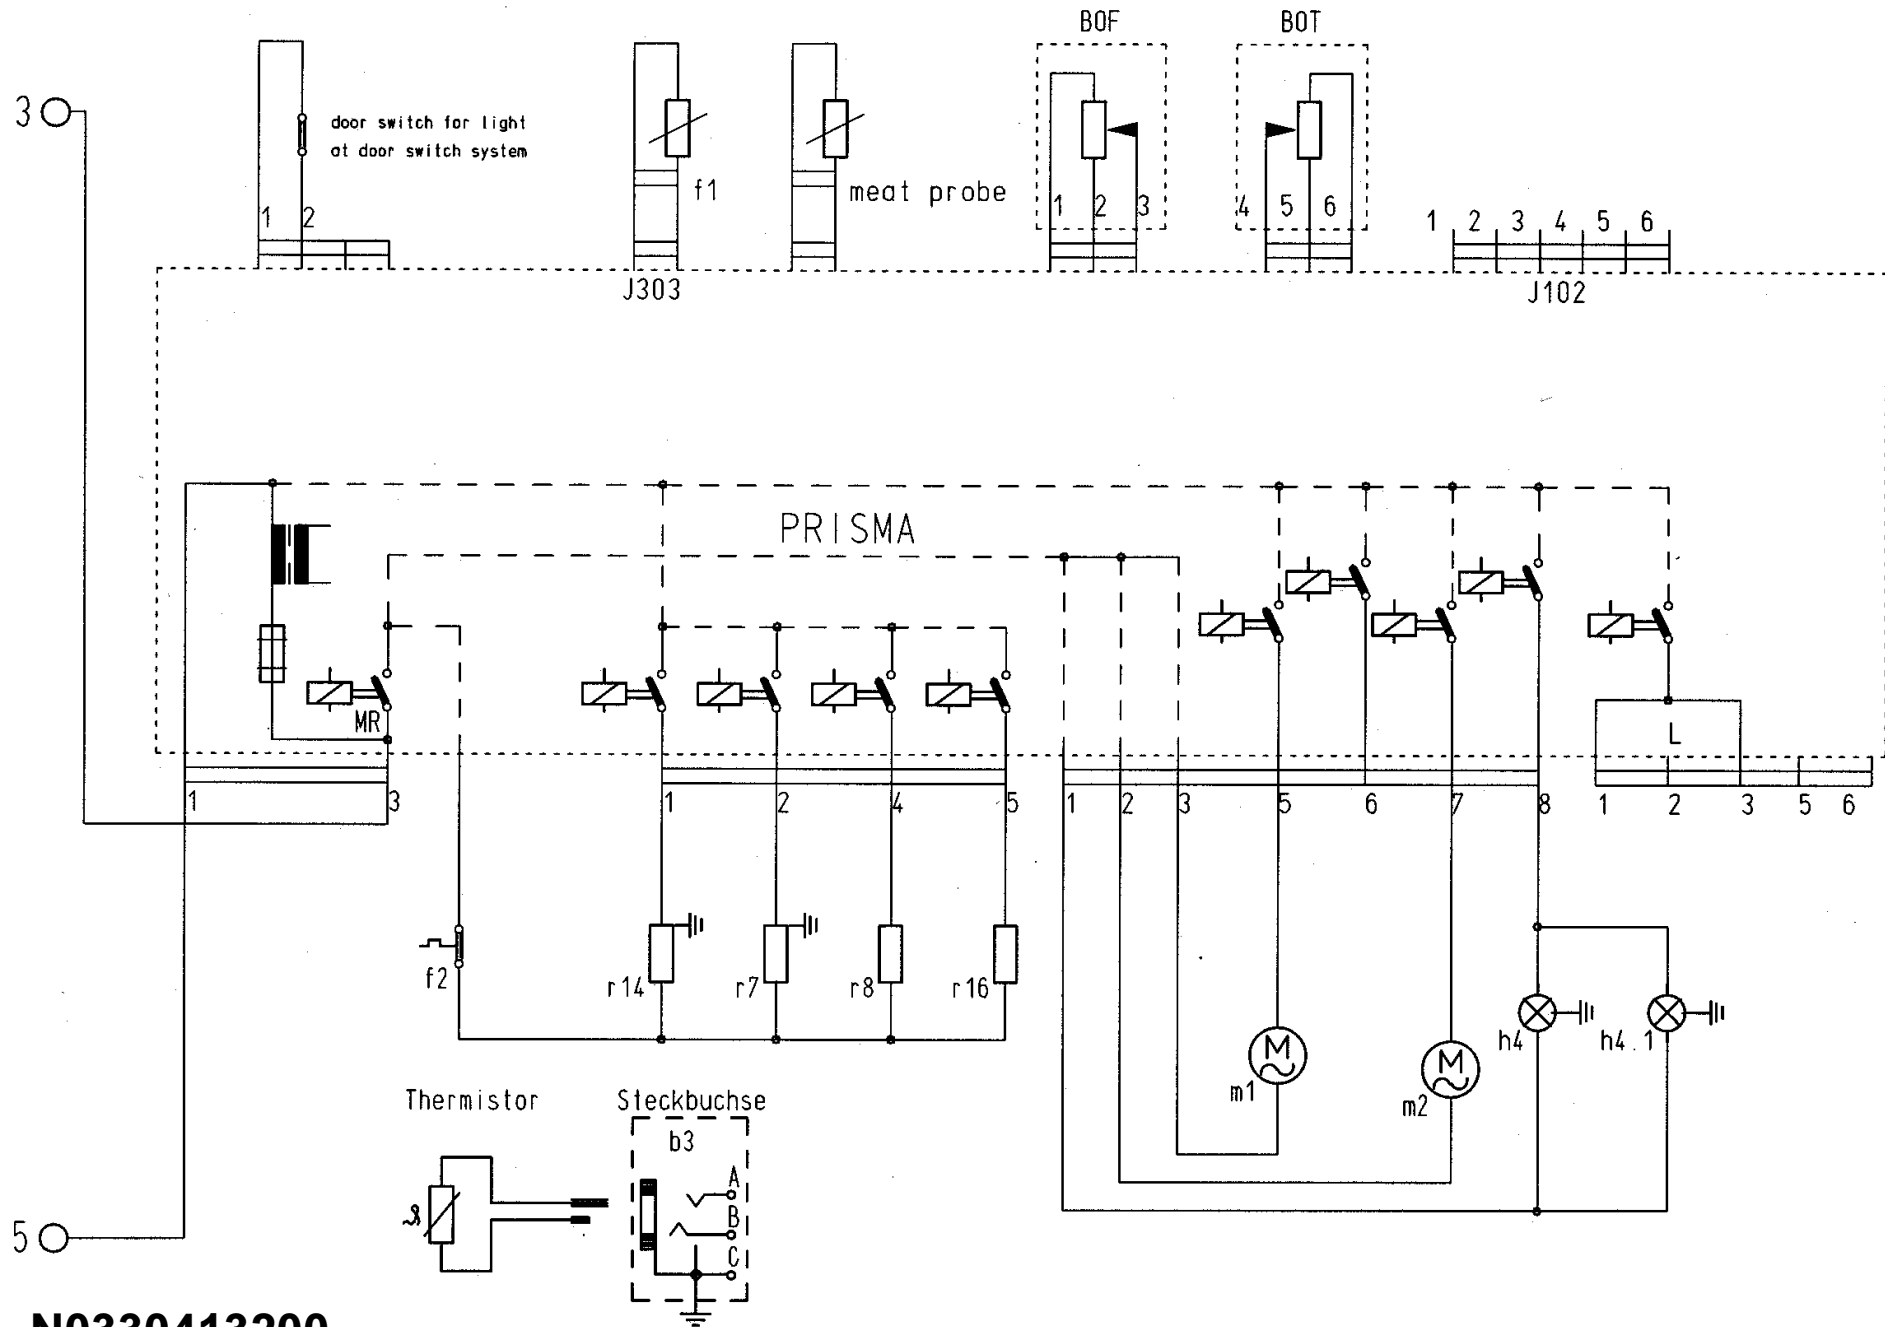 BOF
BOT
3
door switch for light
at door switch system
f1
meat probe
1 2
1 2 3
4 5 6
1 2 3 4 5 6
J303
J102
PRISMA
MR
L
1 3
1 2 4 5
1 2 3 5 6 7 8
1 2 3 5 6
f2
r14
r7
r8
r16
M
m1
M
m2
h4
h4.1
Thermistor
Steckbuchse
b3
A
B
C
ϑ
5
N0330413200